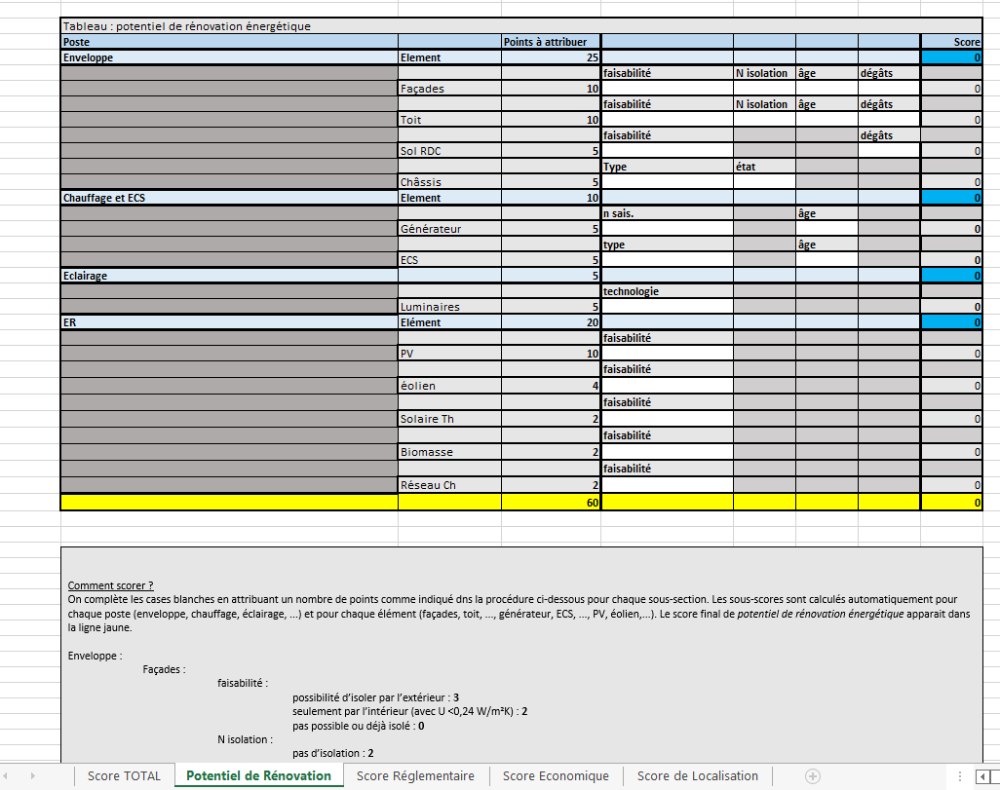 Tableau : potentiel de rénovation énergétique
Poste Points à attribuer Score
Enveloppe Element 25 0
faisabilité N isolation âge dégâts
Façades 10 0
faisabilité N isolation âge dégâts
Toit 10 0
faisabilité dégâts
Sol RDC 5 0
Type état
Châssis 5 0
Chauffage et ECS Element 10 0
n sais. âge
Générateur 5 0
type âge
ECS 5 0
Eclairage 5 0
technologie
Luminaires 5 0
ER Elément 20 0
faisabilité
PV 10 0
faisabilité
éolien 4 0
faisabilité
Solaire Th 2 0
faisabilité
Biomasse 2 0
faisabilité
Réseau Ch 2 0
60 0
Comment scorer ?
On complète les cases blanches en attribuant un nombre de points comme indiqué dns la procédure ci-dessous pour chaque sous-section. Les sous-scores sont calculés automatiquement pour
chaque poste (enveloppe, chauffage, éclairage, ...) et pour chaque élément (façades, toit, ..., générateur, ECS, ..., PV, éolien,...). Le score final de potentiel de rénovation énergétique apparait dans
la ligne jaune.
Enveloppe :
Façades :
faisabilité :
possibilité d'isoler par l'extérieur : 3
seulement par l'intérieur (avec U <0,24 W/m²K) : 2
pas possible ou déjà isolé : 0
N isolation :
pas d'isolation : 2
Score TOTAL Potentiel de Rénovation Score Réglementaire Score Economique Score de Localisation